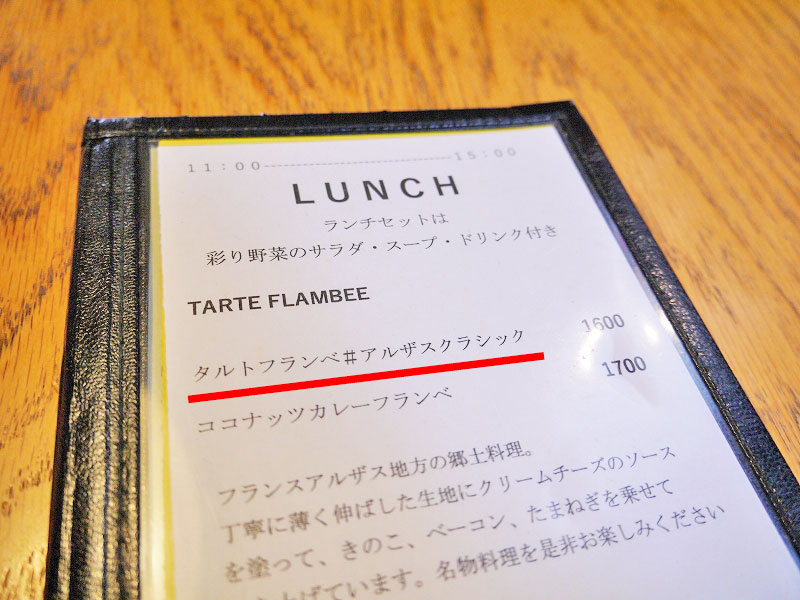 11:00-----------------------------15:00
LUNCH
ランチセットは
彩り野菜のサラダ・スープ・ドリンク付き
TARTE FLAMBEE
タルトフランベ#アルザスクラシック 1600
ココナッツカレーフランベ 1700
フランスアルザス地方の郷土料理。
丁寧に薄く伸ばした生地にクリームチーズのソース
を塗って、きのこ、ベーコン、たまねぎを乗せて
げています。名物料理を是非お楽しみください